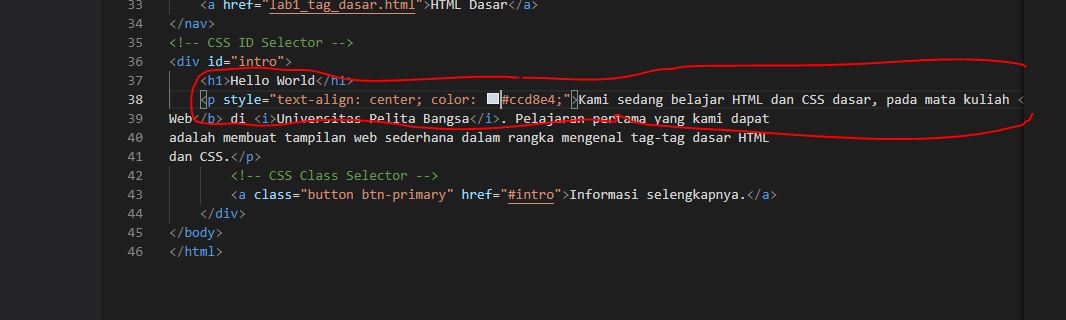 33 <a href="lab1_tag_dasar.html">HTML Dasar</a>
34 </nav>
35 <!-- CSS ID Selector -->
36 <div id="intro">
37 <h1>Hello World</h1>
38 <p style="text-align: center; color: #ccd8e4;">Kami sedang belajar HTML dan CSS dasar, pada mata kuliah <
39 Web</b> di <i>Universitas Pelita Bangsa</i>. Pelajaran pertama yang kami dapat
40 adalah membuat tampilan web sederhana dalam rangka mengenal tag-tag dasar HTML
41 dan CSS.</p>
42 <!-- CSS Class Selector -->
43 <a class="button btn-primary" href="#intro">Informasi selengkapnya.</a>
44 </div>
45 </body>
46 </html>